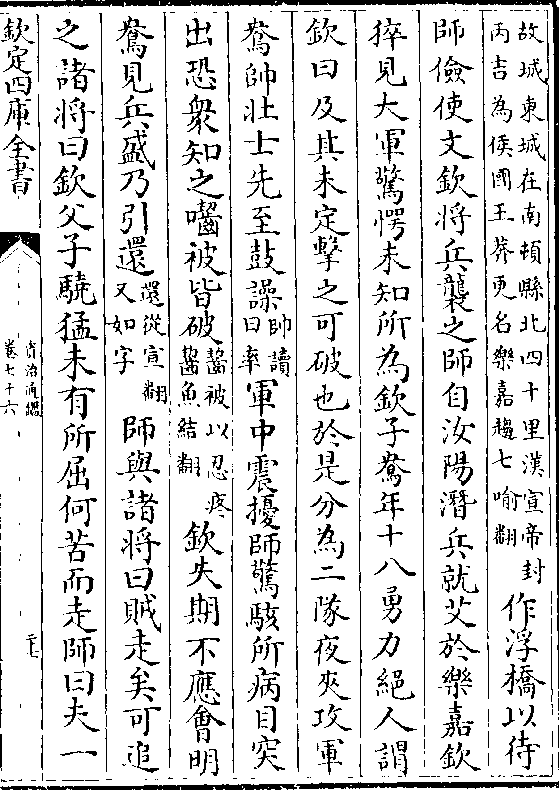 故城東城在南頓縣北四十里漢宣帝封
丙吉為侯國王莽更名樂嘉趨七喻翻
作浮橋以待
師儉使文欽將兵襲之師自汝陽潛兵就艾於樂嘉欽
猝見大軍驚愕未知所為欽子鴦年十八勇力絕人謂
欽曰及其未定擊之可破也於是分為二隊夜夾攻軍
鴦帥壯士先至鼓譟帥讀曰率軍中震擾師驚駭所病目突
出恐衆知之囓被皆破齧被以忍疼齧魚結翻欽失期不應會明
鴦見兵盛乃引還還從宣翻又如字師與諸將曰賊走矣可追
之諸將曰欽父子驍猛未有所屈何苦而走師曰夫一
欽定四庫全書
資治通鑑
卷七十六
二十七